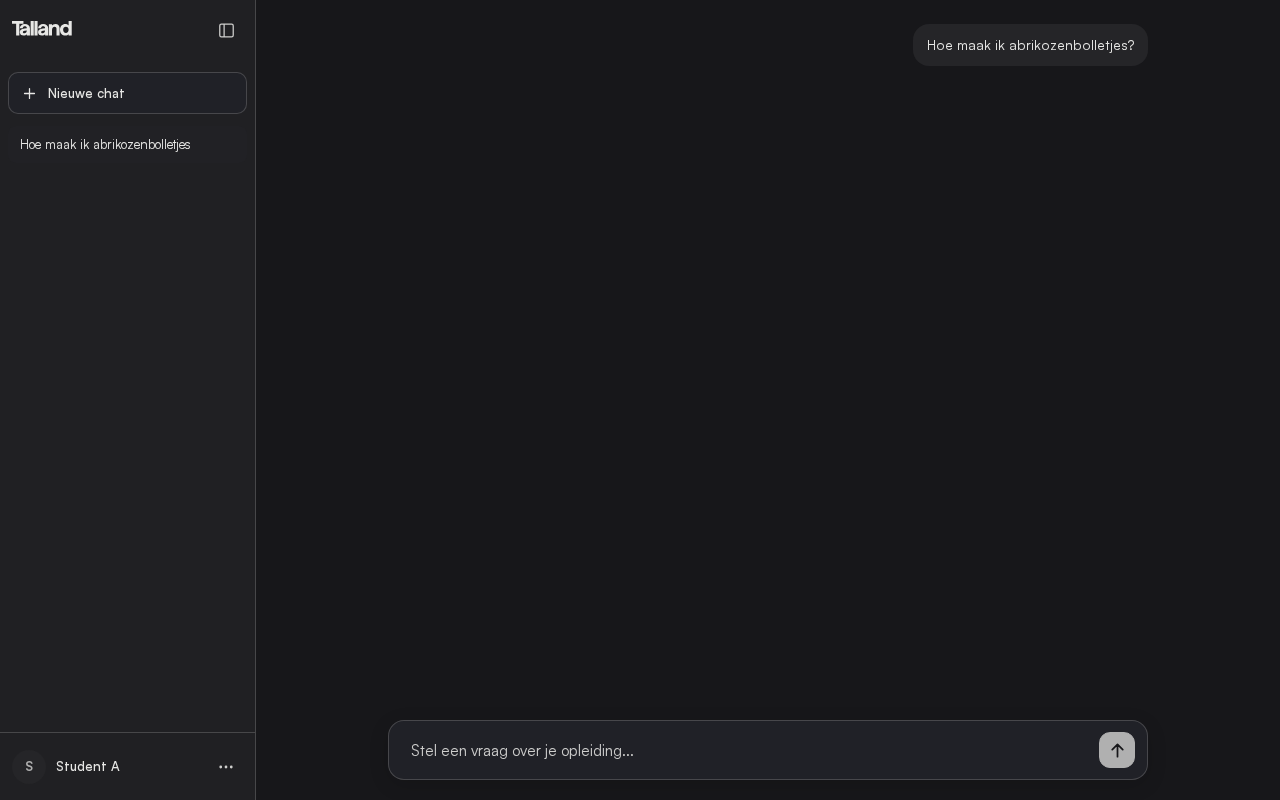 Talland
Hoe maak ik abrikozenbolletjes?
Nieuwe chat
Hoe maak ik abrikozenbolletjes
Stel een vraag over je opleiding...
S
Student A